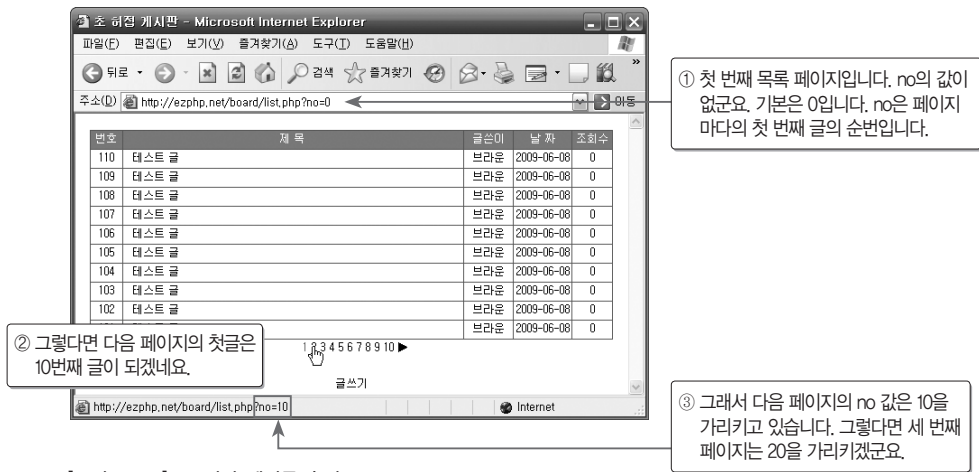 초 허접 게시판 - Microsoft Internet Explorer
파일(F) 편집(E) 보기(V) 즐겨찾기(A) 도구(T) 도움말(H)
뒤로 검색 즐겨찾기
주소(D) http://ezphp.net/board/list.php?no=0 이동
① 첫 번째 목록 페이지입니다. no의 값이
없군요. 기본은 0입니다. no은 페이지
마다의 첫 번째 글의 순번입니다.
번호 제 목 글쓴이 날 짜 조회수
110 테스트 글 브라운 2009-06-08 0
109 테스트 글 브라운 2009-06-08 0
108 테스트 글 브라운 2009-06-08 0
107 테스트 글 브라운 2009-06-08 0
106 테스트 글 브라운 2009-06-08 0
105 테스트 글 브라운 2009-06-08 0
104 테스트 글 브라운 2009-06-08 0
103 테스트 글 브라운 2009-06-08 0
102 테스트 글 브라운 2009-06-08 0
브라운 2009-06-08 0
② 그렇다면 다음 페이지의 첫글은
10번째 글이 되겠네요.
1 2 3 4 5 6 7 8 9 10 ▶
글쓰기
http://ezphp.net/board/list.php?no=10 Internet
③ 그래서 다음 페이지의 no 값은 10을
가리키고 있습니다. 그렇다면 세 번째
페이지는 20을 가리키겠군요.